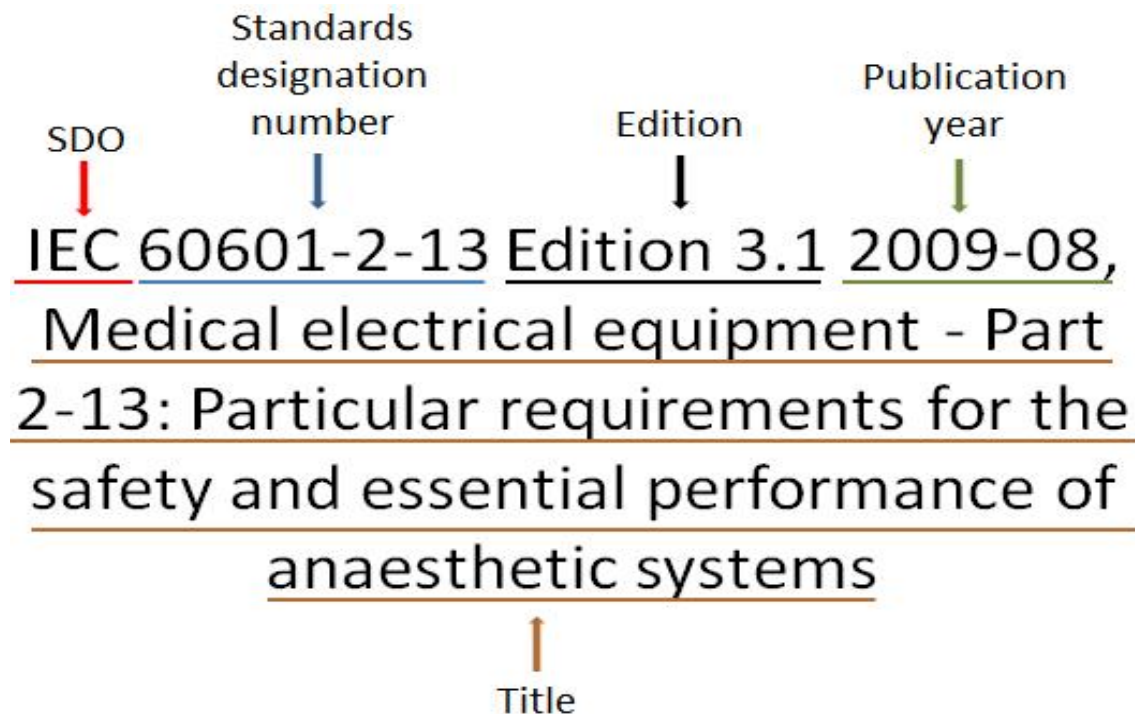 Standards
designation
number
Publication
year
SDO
Edition
IEC 60601-2-13 Edition 3.1 2009-08,
Medical electrical equipment - Part
2-13: Particular requirements for the
safety and essential performance of
anaesthetic systems
Title